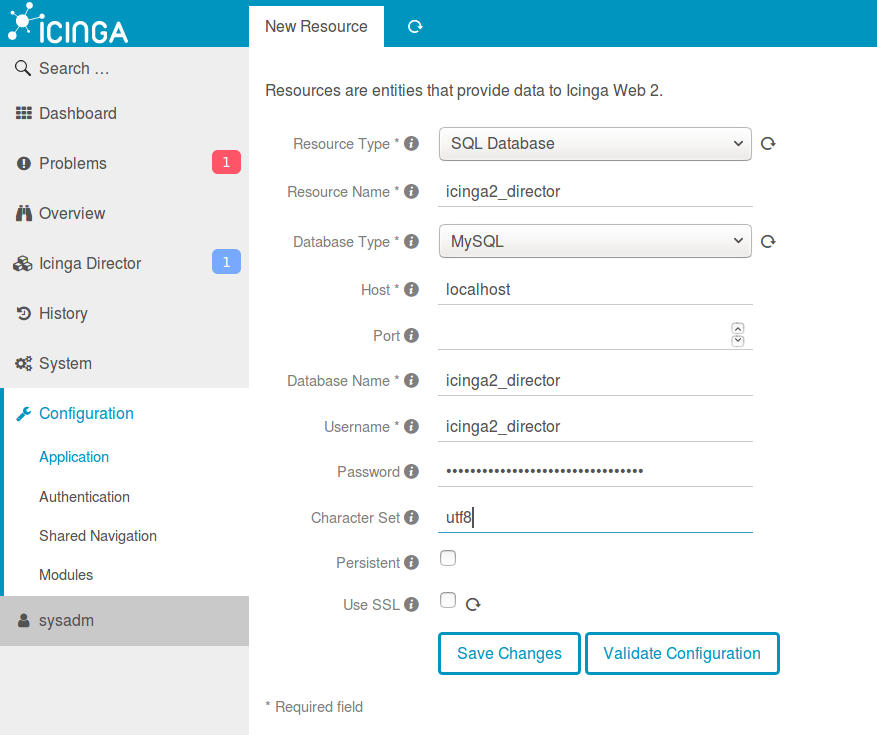 ICINGA
New Resource
Search …
Dashboard
Problems 1
Overview
Icinga Director 1
History
System
Configuration
Application
Authentication
Shared Navigation
Modules
sysadm
Resources are entities that provide data to Icinga Web 2.
Resource Type * SQL Database
Resource Name * icinga2_director
Database Type * MySQL
Host * localhost
Port
Database Name * icinga2_director
Username * icinga2_director
Password ••••••••••••••••••••••••••••••••
Character Set utf8
Persistent
Use SSL
Save Changes Validate Configuration
* Required field